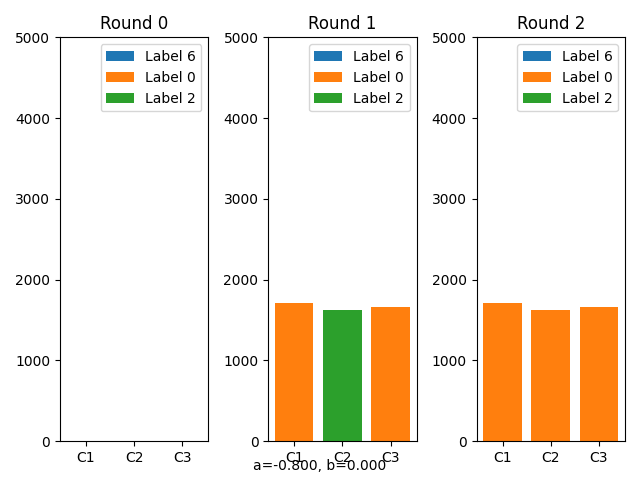 Round 0
5000
4000
3000
2000
1000
0
C1 C2 C3
Label 6
Label 0
Label 2
Round 1
5000
4000
3000
2000
1000
0
C1 C2 C3
Label 6
Label 0
Label 2
Round 2
5000
4000
3000
2000
1000
0
C1 C2 C3
Label 6
Label 0
Label 2
a=-0.800, b=0.000